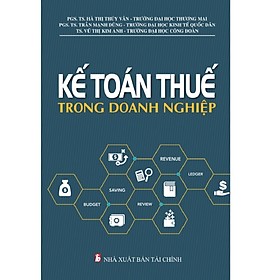 PGS. TS. HÀ THỊ THÚY VÂN - TRƯỜNG ĐẠI HỌC THƯƠNG MẠI
PGS. TS. TRẦN MẠNH DŨNG - TRƯỜNG ĐẠI HỌC KINH TẾ QUỐC DÂN
TS. VŨ THỊ KIM ANH - TRƯỜNG ĐẠI HỌC CÔNG ĐOÀN
KẾ TOÁN THUẾ
TRONG DOANH NGHIỆP
REVENUE
SAVING
LEDGER
BUDGET
REVIEW
NHÀ XUẤT BẢN TÀI CHÍNH